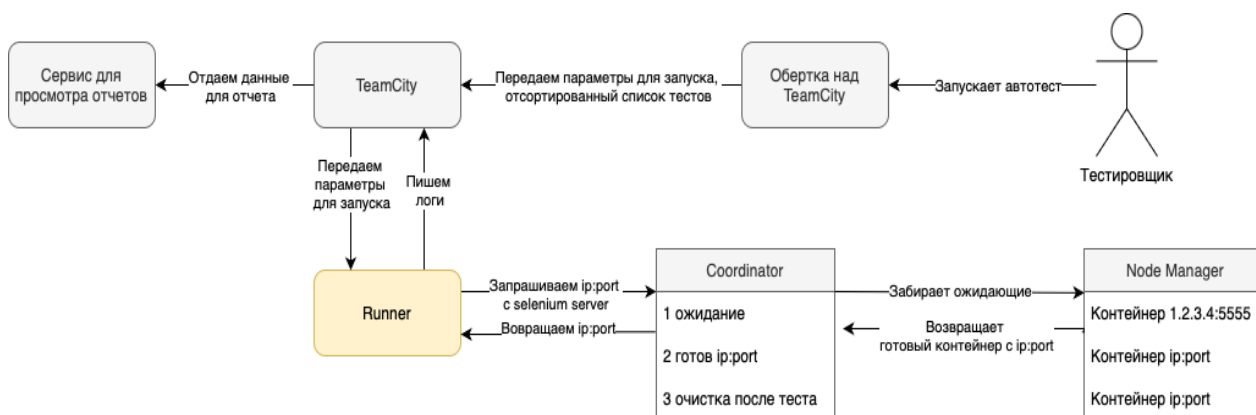 Сервис для
просмотра отчетов
Отдаем данные
для отчета
TeamCity
Передаем параметры для запуска,
отсортированный список тестов
Обертка над
TeamCity
Запускает автотест
Тестировщик
Передаем
параметры
для запуска
Пишем
логи
Runner
Запрашиваем ip:port
с selenium server
Вовращаем ip:port
Coordinator
1 ожидание
2 готов ip:port
3 очистка после теста
Забирает ожидающие
Возвращает
готовый контейнер с ip:port
Node Manager
Контейнер 1.2.3.4:5555
Контейнер ip:port
Контейнер ip:port